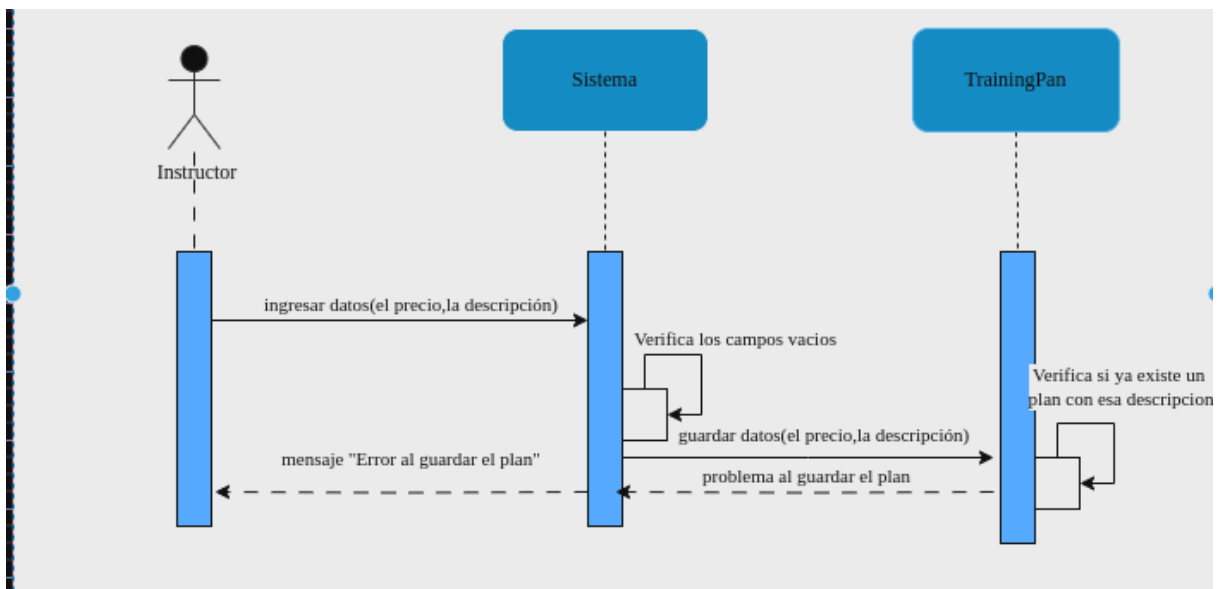 Sistema
TrainingPan
Instructor
ingresar datos(el precio,la descripción)
Verifica los campos vacios
Verifica si ya existe un
plan con esa descripcion
guardar datos(el precio,la descripción)
mensaje "Error al guardar el plan"
problema al guardar el plan